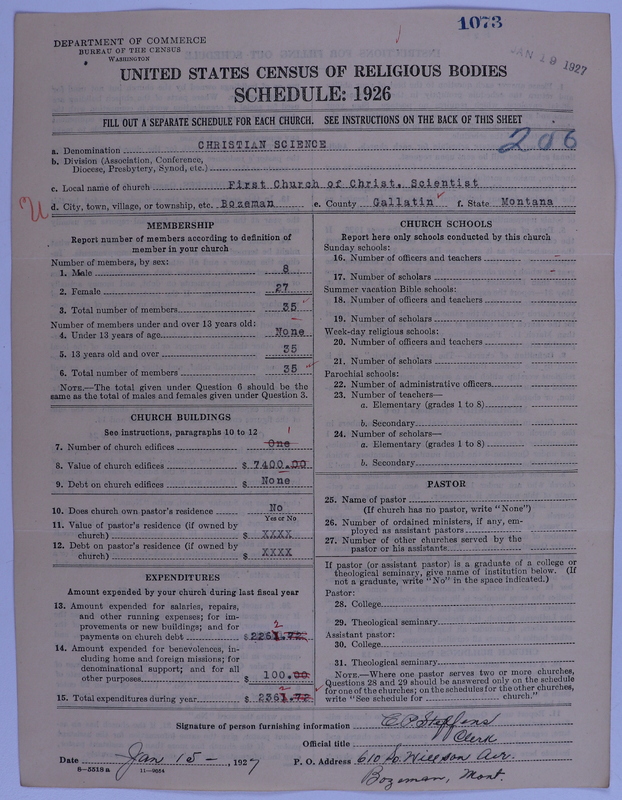 1073
JAN 19 1927
DEPARTMENT OF COMMERCE
BUREAU OF THE CENSUS
WASHINGTON
UNITED STATES CENSUS OF RELIGIOUS BODIES
SCHEDULE: 1926
FILL OUT A SEPARATE SCHEDULE FOR EACH CHURCH. SEE INSTRUCTIONS ON THE BACK OF THIS SHEET
206
a. Denomination CHRISTIAN SCIENCE
b. Division (Association, Conference,
Diocese, Presbytery, Synod, etc.)
c. Local name of church First Church of Christ, Scientist
d. City, town, village, or township, etc. Bozeman e. County Gallatin f. State Montana
MEMBERSHIP
Report number of members according to definition of
member in your church
Number of members, by sex:
1. Male 8
2. Female 27
3. Total number of members 35
Number of members under and over 13 years old:
4. Under 13 years of age None
5. 13 years old and over 35
6. Total number of members 35
NOTE.—The total given under Question 6 should be the
same as the total of males and females given under Question 3.
CHURCH BUILDINGS
See instructions, paragraphs 10 to 12
7. Number of church edifices One 1
8. Value of church edifices $ 7400.00
9. Debt on church edifices $ None
10. Does church own pastor's residence No
Yes or No
11. Value of pastor's residence (if owned by
church) $ XXXX
12. Debt on pastor's residence (if owned by
church) $ XXXX
EXPENDITURES
Amount expended by your church during last fiscal year
13. Amount expended for salaries, repairs,
and other running expenses; for im-
provements or new buildings; and for
payments on church debt $ 2261.72 2
14. Amount expended for benevolences, in-
cluding home and foreign missions; for
denominational support; and for all
other purposes $ 100.00
15. Total expenditures during year $ 2361.72 2
CHURCH SCHOOLS
Report here only schools conducted by this church
Sunday schools:
16. Number of officers and teachers
17. Number of scholars
Summer vacation Bible schools:
18. Number of officers and teachers
19. Number of scholars
Week-day religious schools:
20. Number of officers and teachers
21. Number of scholars
Parochial schools:
22. Number of administrative officers
23. Number of teachers—
a. Elementary (grades 1 to 8)
b. Secondary
24. Number of scholars—
a. Elementary (grades 1 to 8)
b. Secondary
PASTOR
25. Name of pastor
(If church has no pastor, write "None")
26. Number of ordained ministers, if any, em-
ployed as assistant pastors
27. Number of other churches served by the
pastor or his assistants
If pastor (or assistant pastor) is a graduate of a college or
theological seminary, give name of institution below. (If
not a graduate, write "No" in the space indicated.)
Pastor:
28. College
29. Theological seminary
Assistant pastor:
30. College
31. Theological seminary
NOTE.—Where one pastor serves two or more churches,
Questions 28 and 29 should be answered only on the schedule
for one of the churches; on the schedules for the other churches,
write "See schedule for church."
Signature of person furnishing information C. P. Steffens
Official title Clerk
Date Jan 15 - , 1927 P. O. Address 610 So. Willson Ave.
Bozeman, Mont.
8-5518a 11-9054